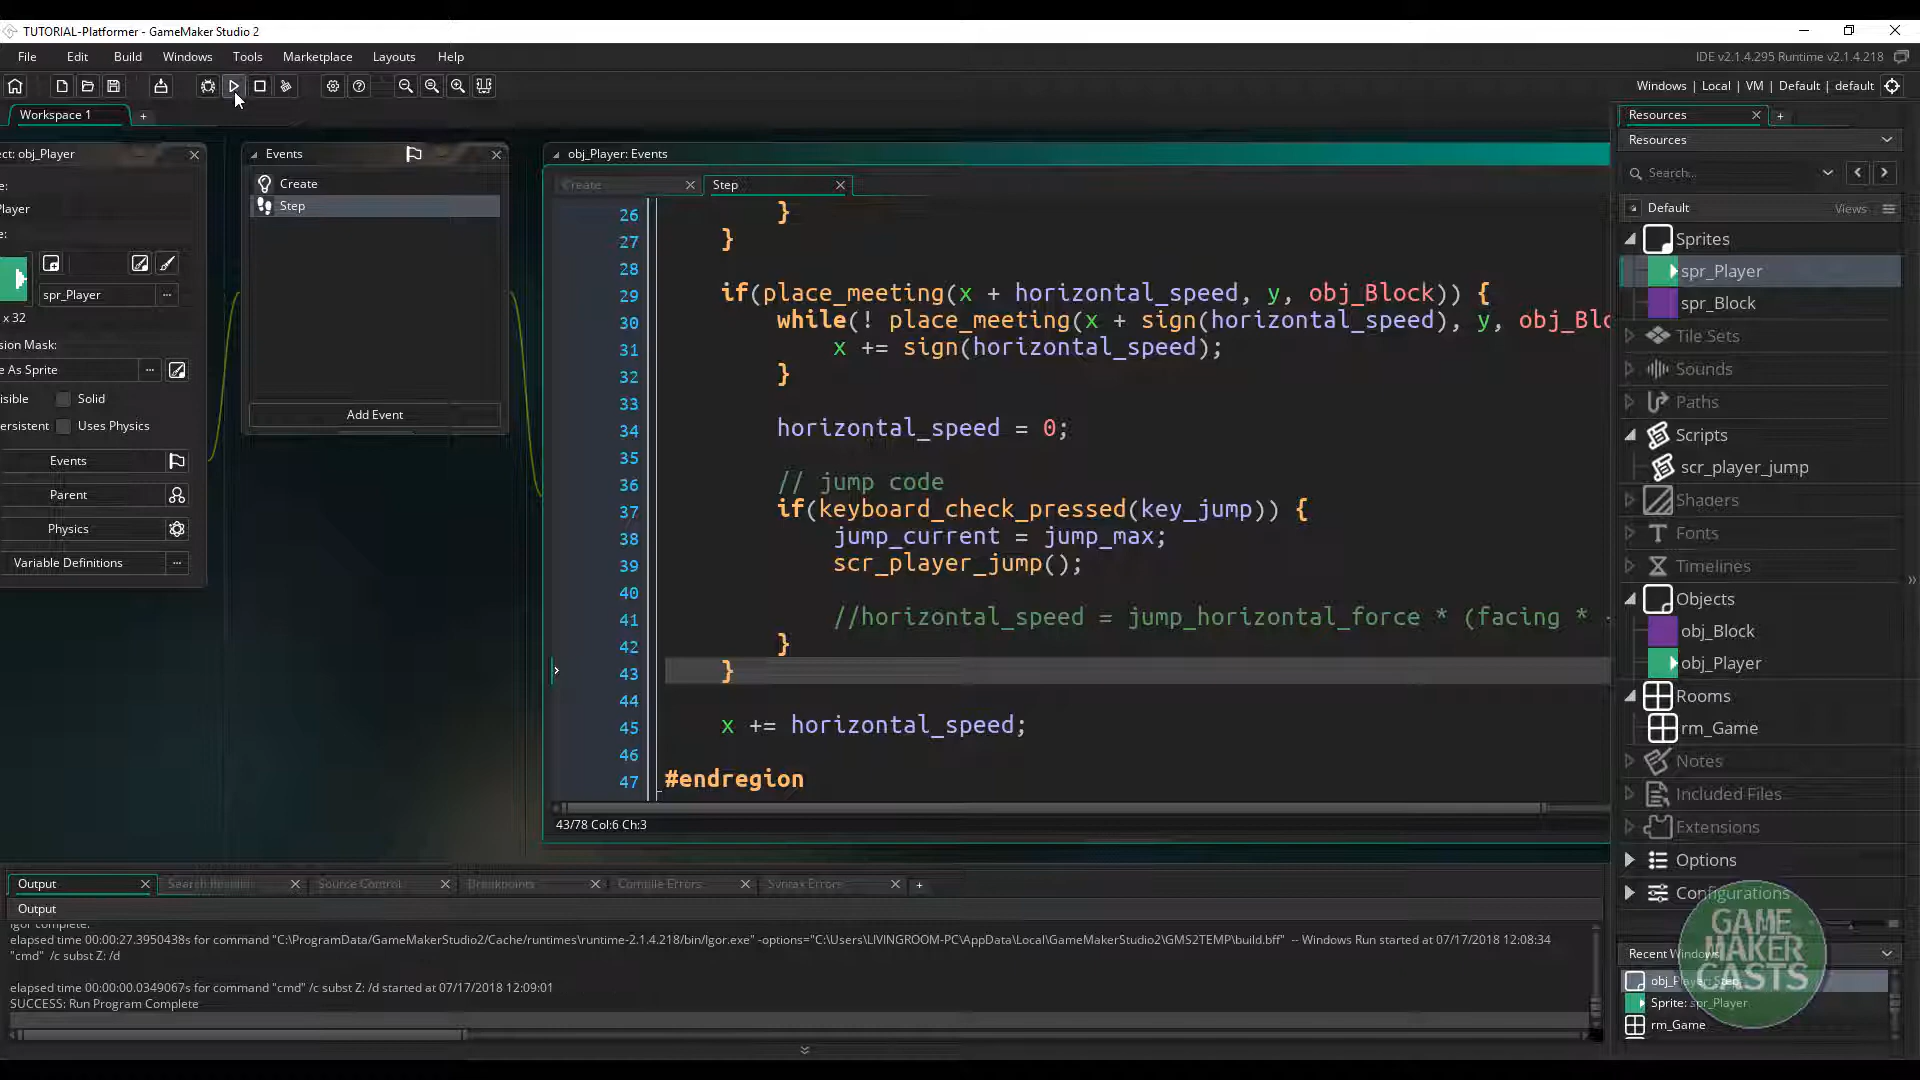 TUTORIAL-Platformer - GameMaker Studio 2
File Edit Build Windows Tools Marketplace Layouts Help
IDE v2.1.4.295 Runtime v2.1.4.218
Windows | Local | VM | Default | default
Workspace 1 +
ect: obj_Player
e:
Player
e:
spr_Player ...
x 32
sion Mask:
e As Sprite ...
isible Solid
ersistent Uses Physics
Events
Parent
Physics
Variable Definitions ...
Events
Create
Step
Add Event
obj_Player: Events
Create
Step
26 }
27 }
28
29 if(place_meeting(x + horizontal_speed, y, obj_Block)) {
30 while(! place_meeting(x + sign(horizontal_speed), y, obj_Blo
31 x += sign(horizontal_speed);
32 }
33
34 horizontal_speed = 0;
35
36 // jump code
37 if(keyboard_check_pressed(key_jump)) {
38 jump_current = jump_max;
39 scr_player_jump();
40
41 //horizontal_speed = jump_horizontal_force * (facing * -
42 }
43 }
44
45 x += horizontal_speed;
46
47 #endregion
43/78 Col:6 Ch:3
Resources
Resources
Search...
Default Views
Sprites
spr_Player
spr_Block
Tile Sets
Sounds
Paths
Scripts
scr_player_jump
Shaders
Fonts
Timelines
Objects
obj_Block
obj_Player
Rooms
rm_Game
Notes
Included Files
Extensions
Options
Configurations
Recent Windows
obj_Player: Step
Sprite: spr_Player
rm_Game
GAME
MAKER
CASTS
Output Search Results Source Control Breakpoints Compile Errors Syntax Errors +
Output
Igor complete.
elapsed time 00:00:27.3950438s for command "C:\ProgramData/GameMakerStudio2/Cache/runtimes\runtime-2.1.4.218/bin/Igor.exe" -options="C:\Users\LIVINGROOM-PC\AppData\Local\GameMakerStudio2\GMS2TEMP\build.bff" -- Windows Run started at 07/17/2018 12:08:34
"cmd" /c subst Z: /d
elapsed time 00:00:00.0349067s for command "cmd" /c subst Z: /d started at 07/17/2018 12:09:01
SUCCESS: Run Program Complete